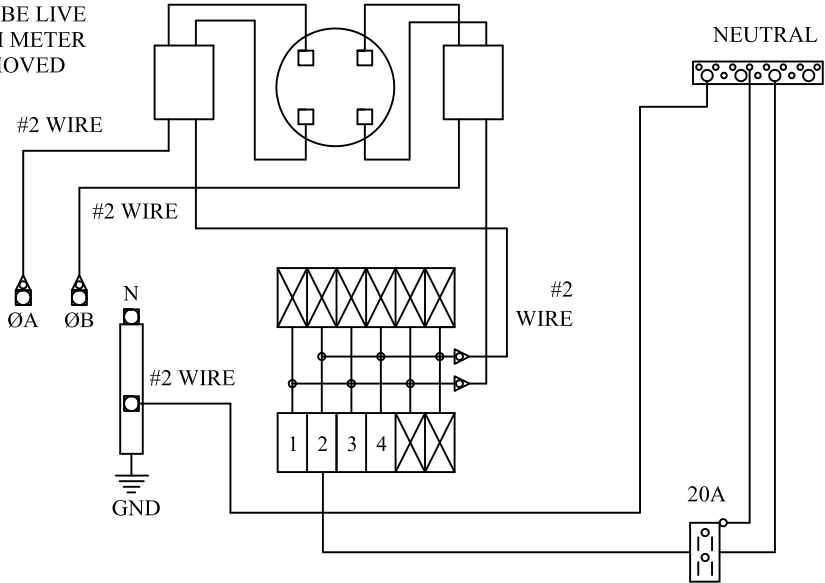 BE LIVE
METER
#2 WIRE
#2 WIRE
NEUTRAL
ØA
ØB
N
#2
WIRE
#2 WIRE
1 2 3 4
GND
20A